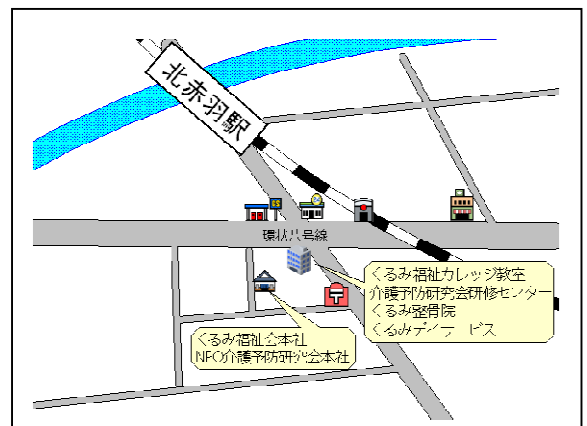 北赤羽駅
環状八号線
くるみ福祉カレッジ教室
介護予防研究会研修センター
くるみ整骨院
くるみデイサービス
くるみ福祉会本社
NPO介護予防研究会本社